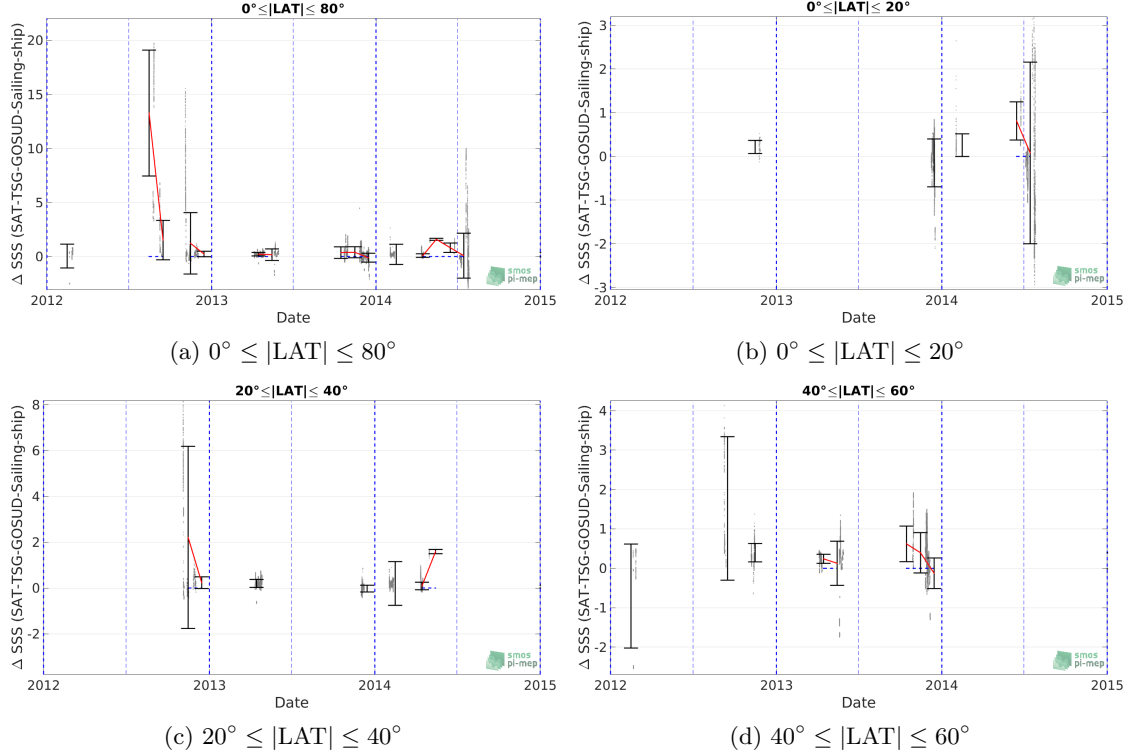 0°≤|LAT|≤ 80°
Δ SSS (SAT-TSG-GOSUD-Sailing-ship)
20
15
10
5
0
2012
2013
2014
2015
Date
smos
pi-mep
(a) 0° ≤ |LAT| ≤ 80°
0°≤|LAT|≤ 20°
Δ SSS (SAT-TSG-GOSUD-Sailing-ship)
3
2
1
0
-1
-2
-3
2012
2013
2014
2015
Date
smos
pi-mep
(b) 0° ≤ |LAT| ≤ 20°
20°≤|LAT|≤ 40°
Δ SSS (SAT-TSG-GOSUD-Sailing-ship)
8
6
4
2
0
-2
2012
2013
2014
2015
Date
smos
pi-mep
(c) 20° ≤ |LAT| ≤ 40°
40°≤|LAT|≤ 60°
Δ SSS (SAT-TSG-GOSUD-Sailing-ship)
4
3
2
1
0
-1
-2
2012
2013
2014
2015
Date
smos
pi-mep
(d) 40° ≤ |LAT| ≤ 60°